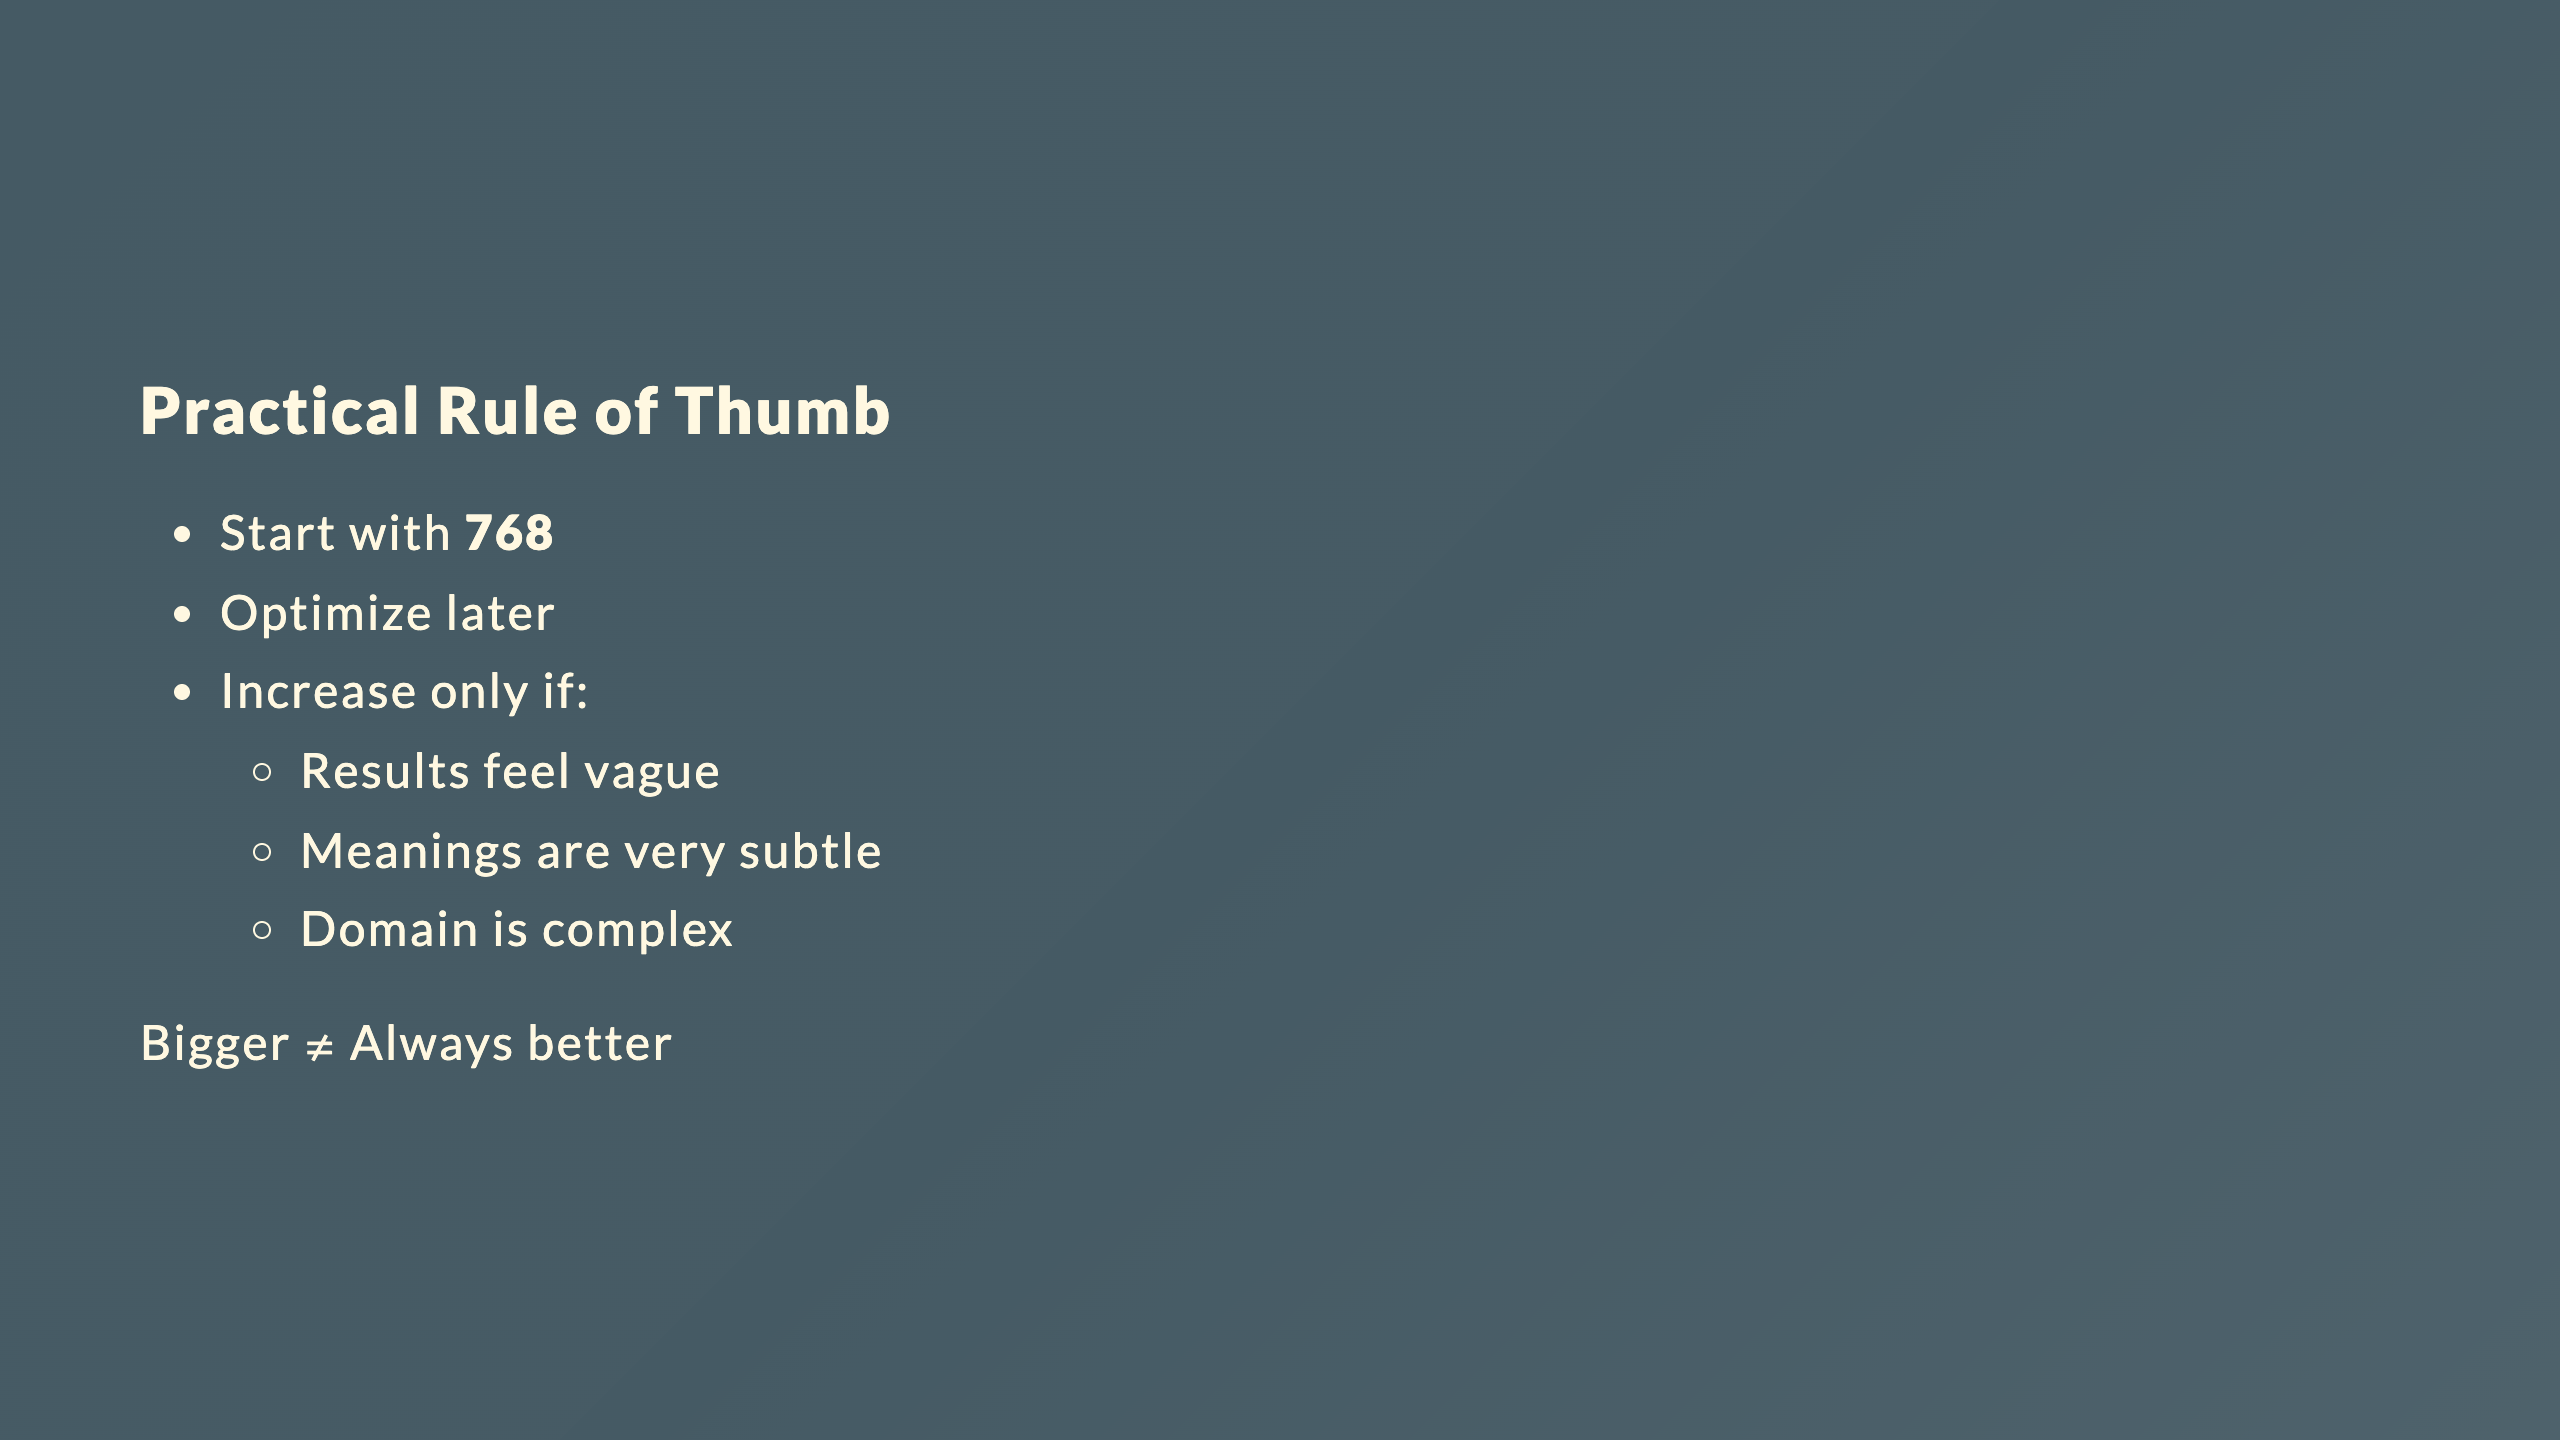 Practical Rule of Thumb
• Start with 768
• Optimize later
• Increase only if:
◦ Results feel vague
◦ Meanings are very subtle
◦ Domain is complex
Bigger ≠ Always better